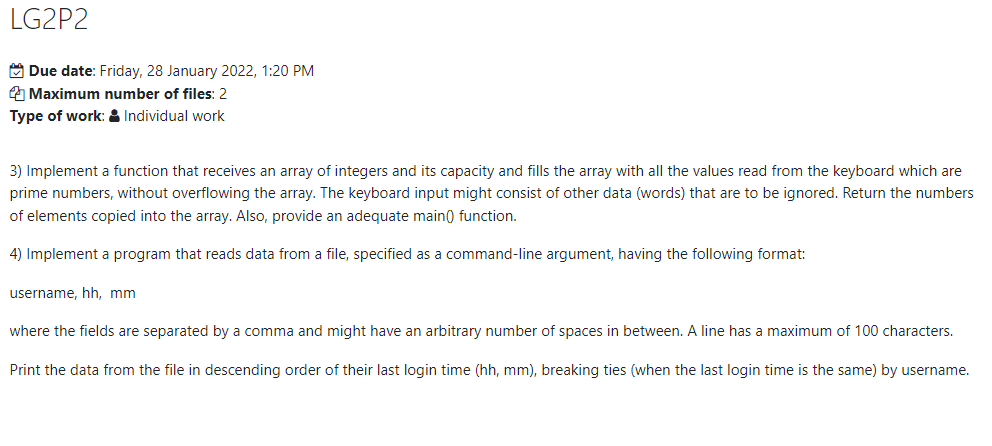 LG2P2
Due date: Friday, 28 January 2022, 1:20 PM
Maximum number of files: 2
Type of work: Individual work
3) Implement a function that receives an array of integers and its capacity and fills the array with all the values read from the keyboard which are
prime numbers, without overflowing the array. The keyboard input might consist of other data (words) that are to be ignored. Return the numbers
of elements copied into the array. Also, provide an adequate main() function.
4) Implement a program that reads data from a file, specified as a command-line argument, having the following format:
username, hh,  mm
where the fields are separated by a comma and might have an arbitrary number of spaces in between. A line has a maximum of 100 characters.
Print the data from the file in descending order of their last login time (hh, mm), breaking ties (when the last login time is the same) by username.